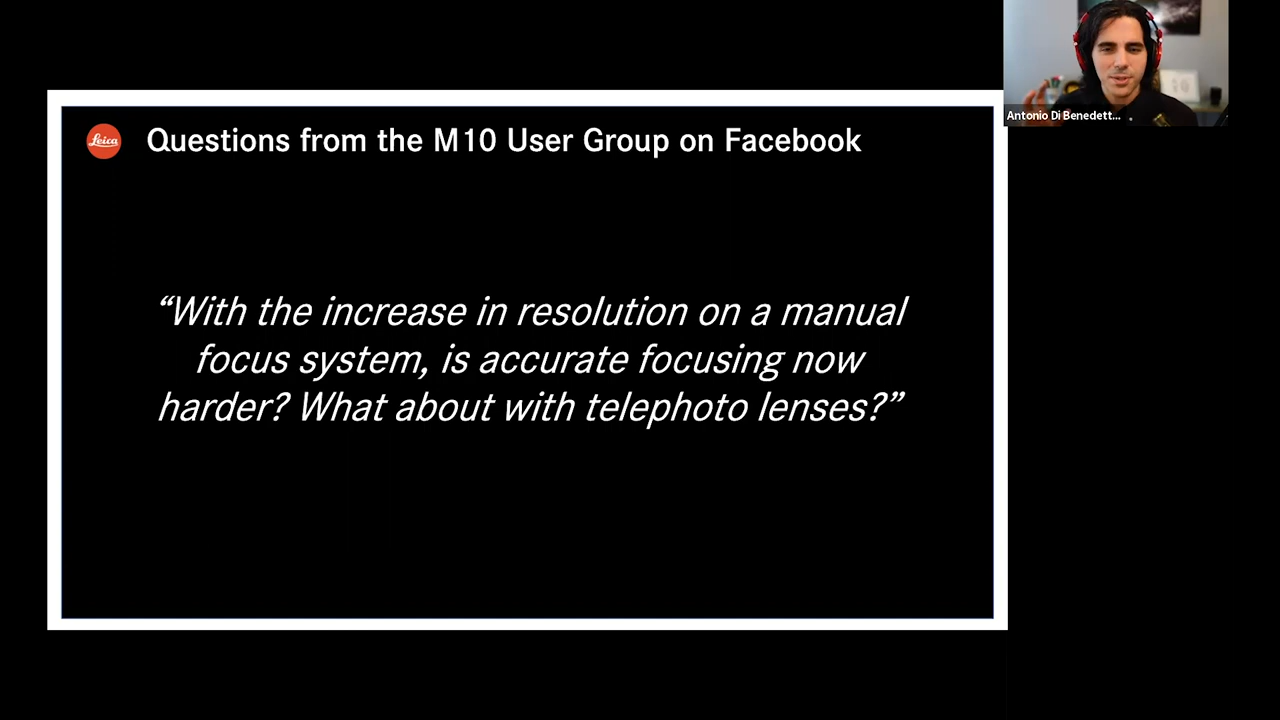 Antonio Di Benedett...
Leica
Questions from the M10 User Group on Facebook
“With the increase in resolution on a manual
focus system, is accurate focusing now
harder? What about with telephoto lenses?”